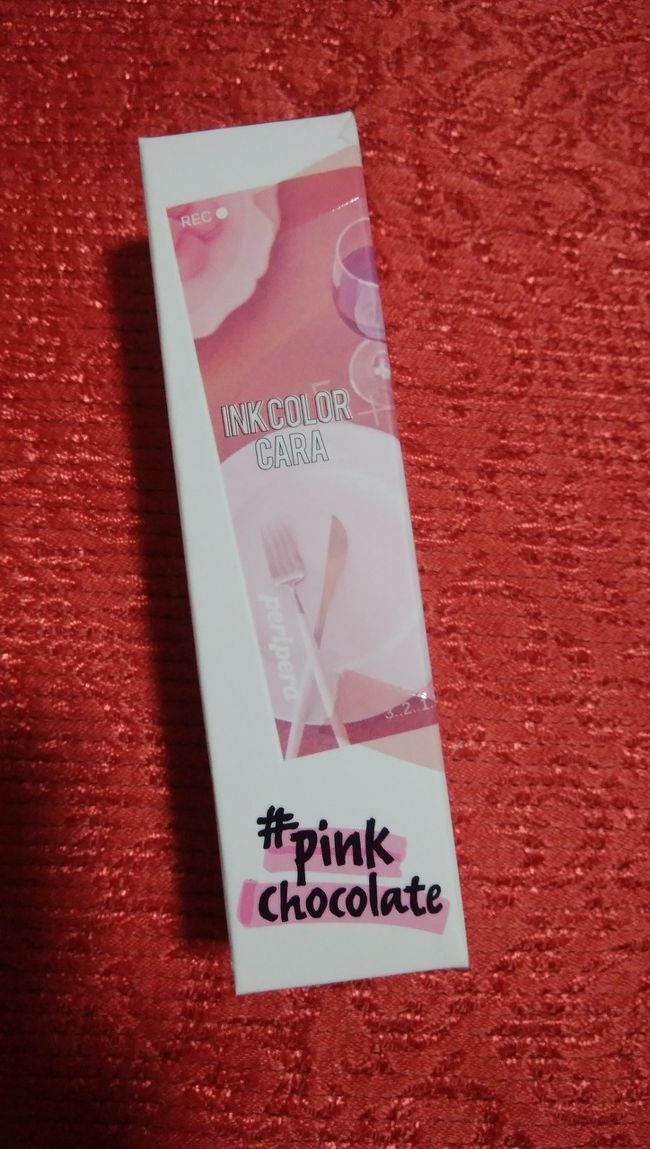 REC
INK COLOR
CARA
peripera
3..2..1.
#pink
chocolate